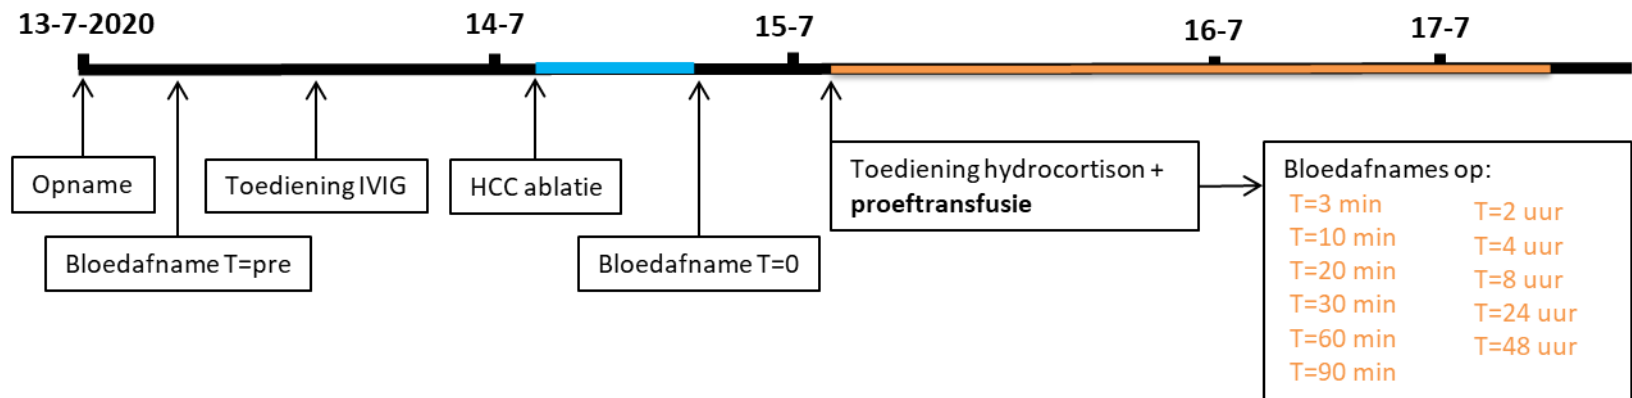 13-7-2020
14-7
15-7
16-7
17-7
Opname
Bloedafname T=pre
Toediening IVIG
HCC ablatie
Bloedafname T=0
Toediening hydrocortison +
proeftransfusie
Bloedafnames op:
T=3 min
T=10 min
T=20 min
T=30 min
T=60 min
T=90 min
T=2 uur
T=4 uur
T=8 uur
T=24 uur
T=48 uur